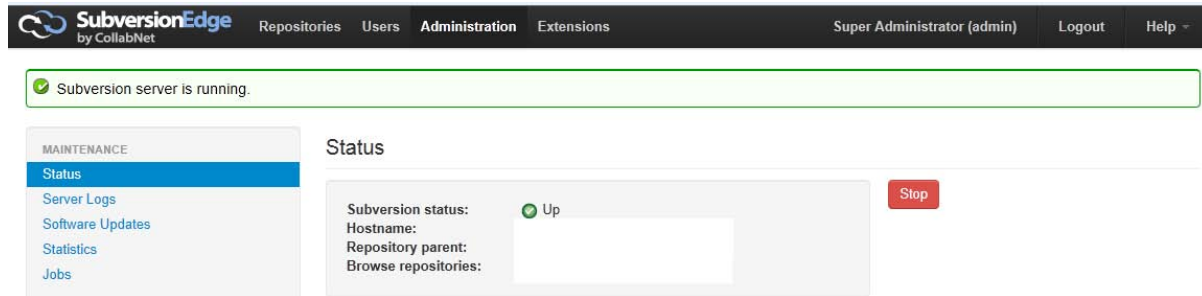 SubversionEdge
by CollabNet
Repositories Users Administration Extensions Super Administrator (admin) Logout Help
Subversion server is running.
MAINTENANCE
Status
Server Logs
Software Updates
Statistics
Jobs
Status
Subversion status: Up
Hostname:
Repository parent:
Browse repositories:
Stop